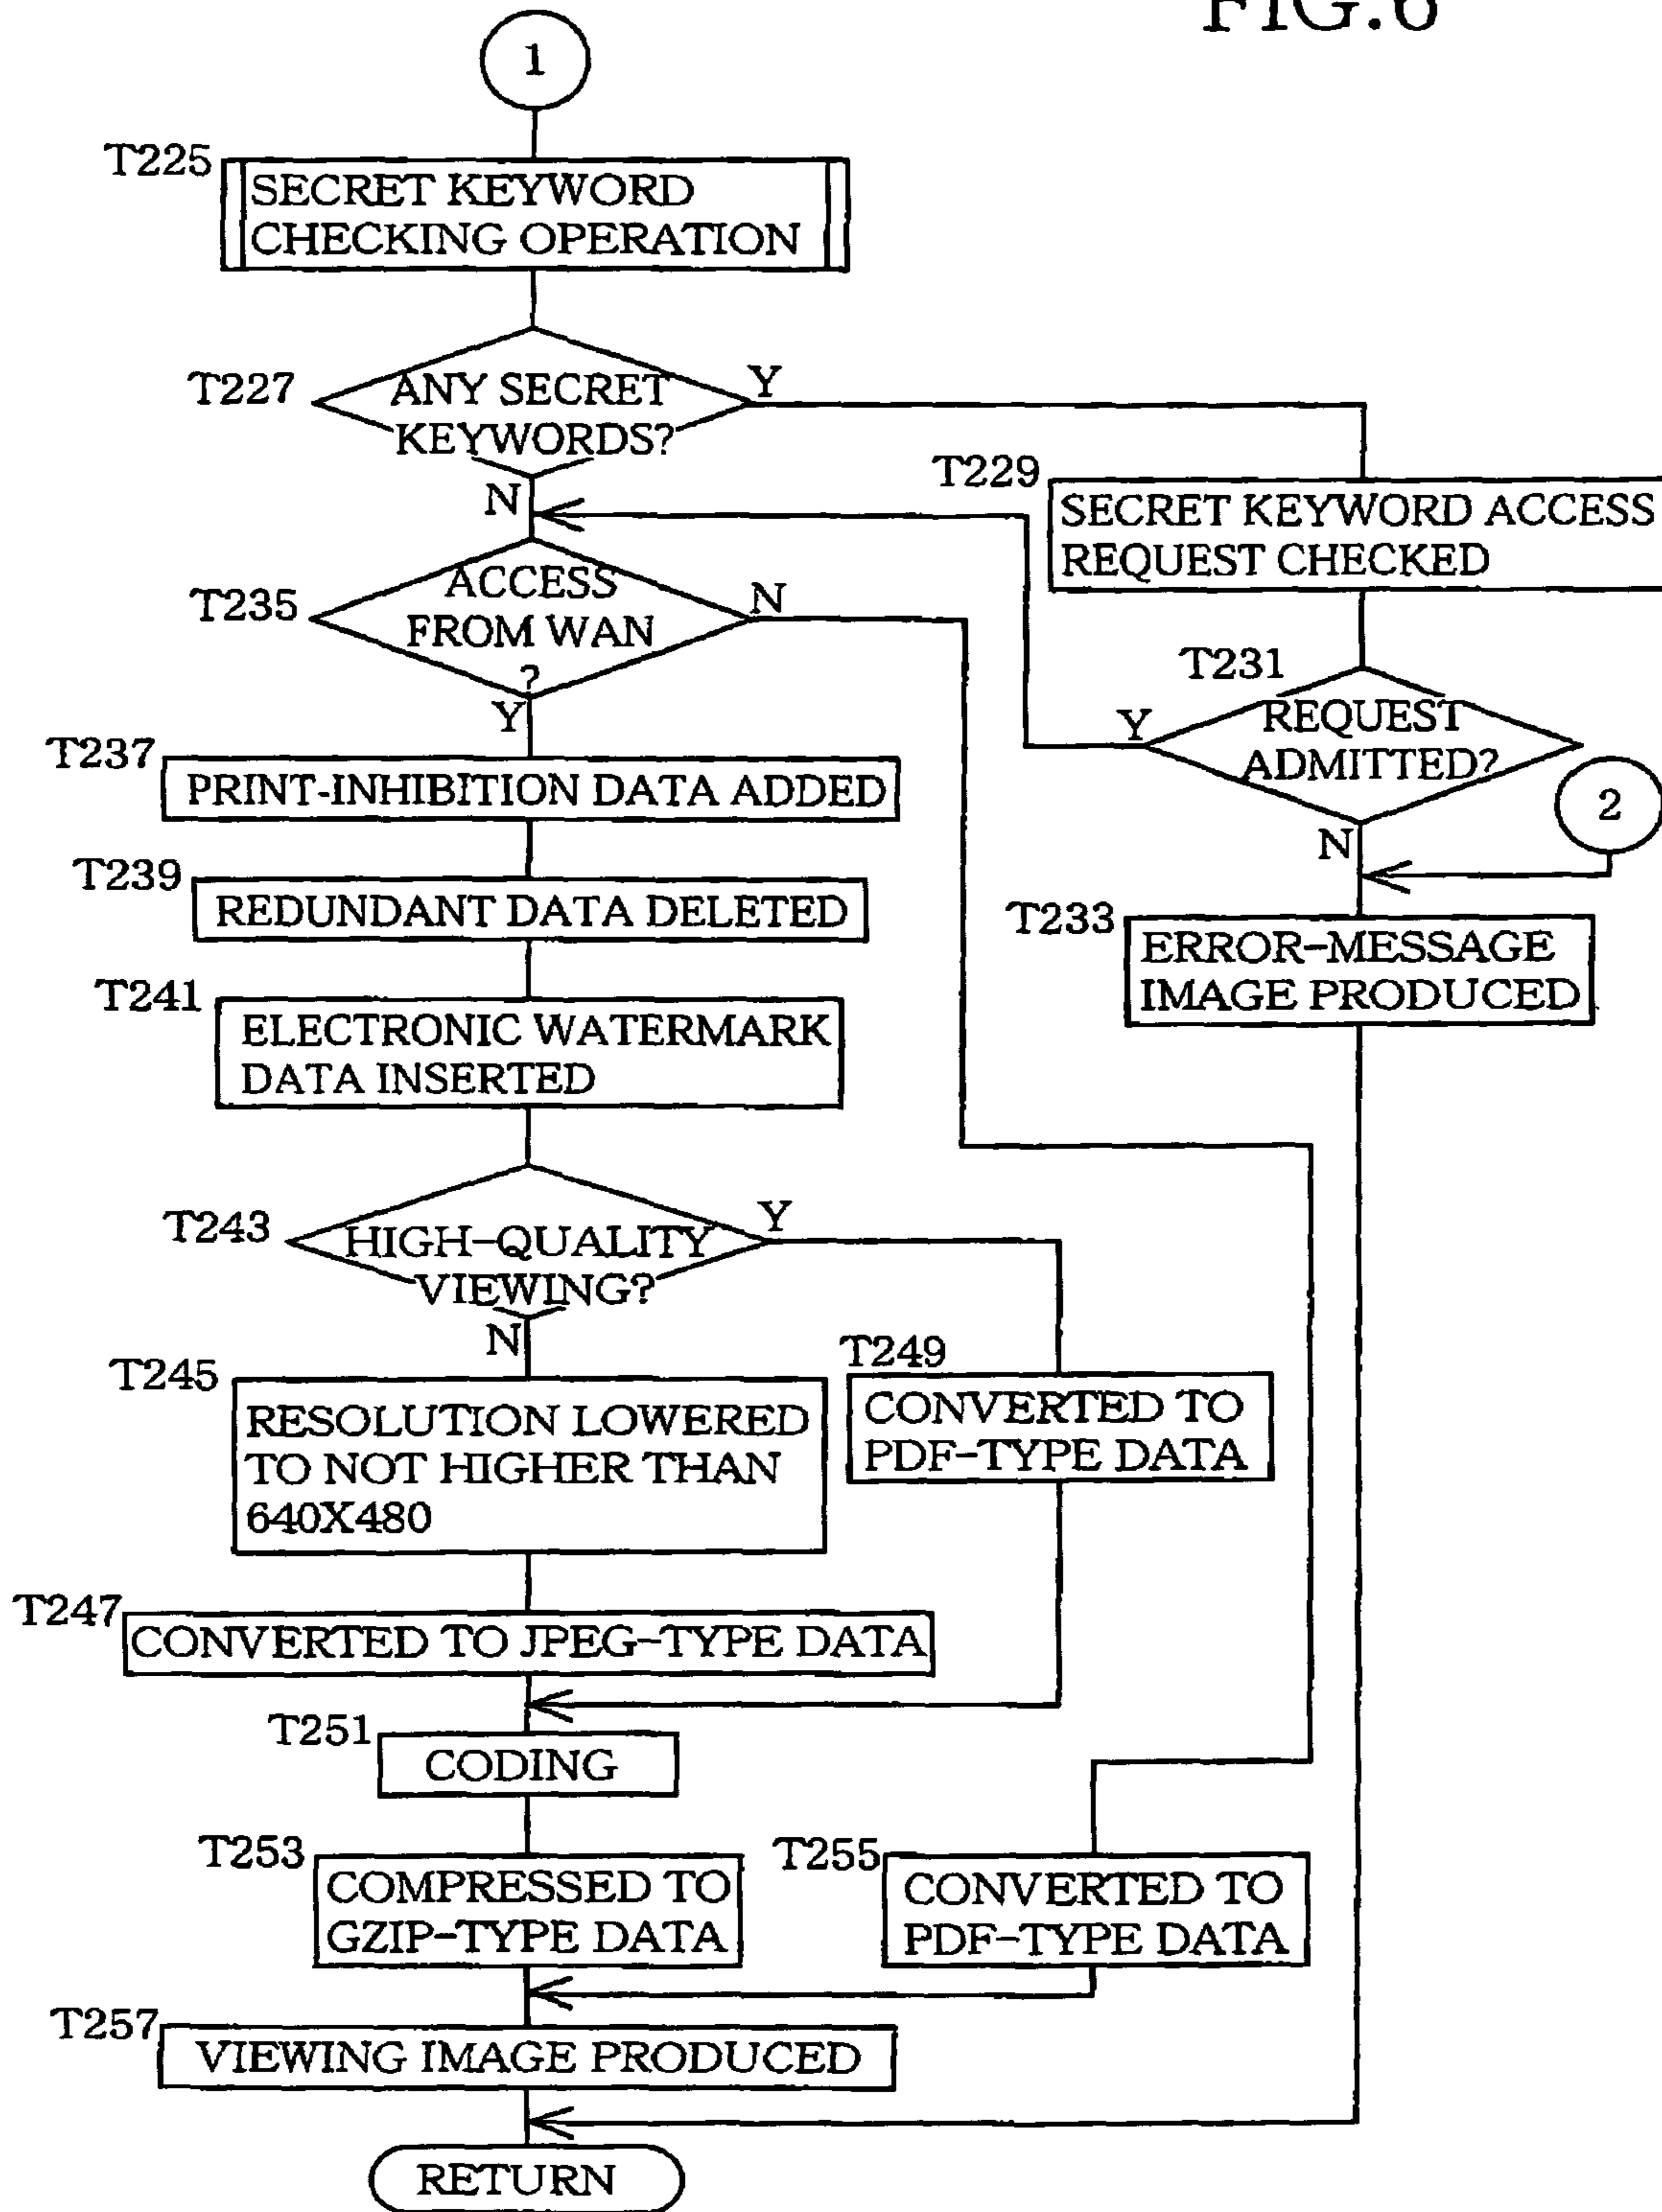 FIG.6
1
T225
SECRET KEYWORD
CHECKING OPERATION
T227
ANY SECRET
KEYWORDS?
Y
N
T229
SECRET KEYWORD ACCESS
REQUEST CHECKED
T235
ACCESS
FROM WAN
?
N
Y
T231
REQUEST
ADMITTED?
Y
N
2
T237
PRINT-INHIBITION DATA ADDED
T239
REDUNDANT DATA DELETED
T233
ERROR-MESSAGE
IMAGE PRODUCED
T241
ELECTRONIC WATERMARK
DATA INSERTED
T243
HIGH-QUALITY
VIEWING?
Y
N
T245
RESOLUTION LOWERED
TO NOT HIGHER THAN
640X480
T249
CONVERTED TO
PDF-TYPE DATA
T247
CONVERTED TO JPEG-TYPE DATA
T251
CODING
T253
COMPRESSED TO
GZIP-TYPE DATA
T255
CONVERTED TO
PDF-TYPE DATA
T257
VIEWING IMAGE PRODUCED
RETURN